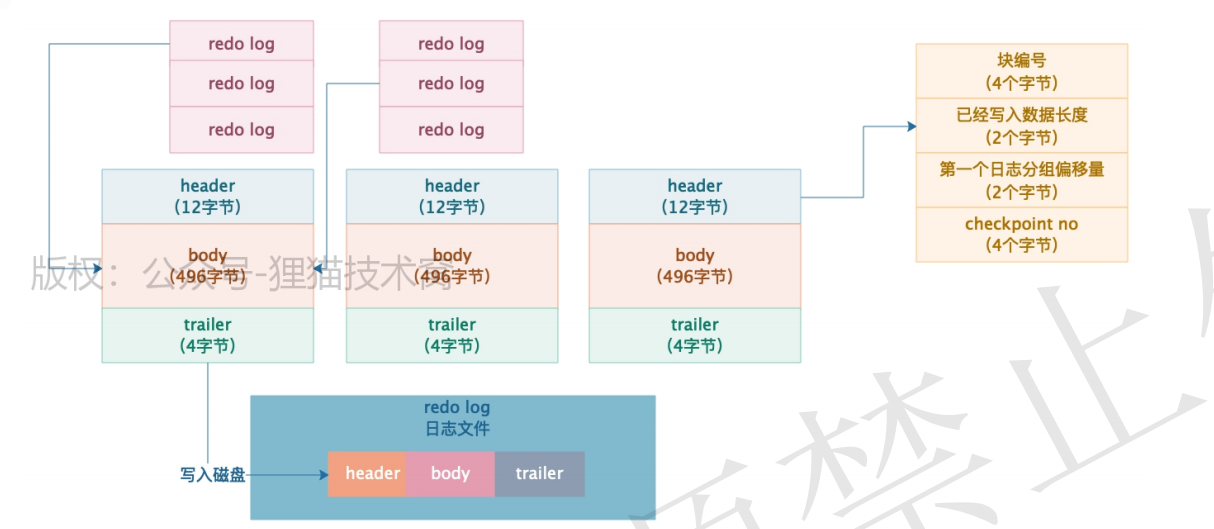 redo log
redo log
redo log
redo log
redo log
redo log
块编号
(4个字节)
已经写入数据长度
(2个字节)
第一个日志分组偏移量
(2个字节)
checkpoint no
(4个字节)
header
(12字节)
body
(496字节)
trailer
(4字节)
header
(12字节)
body
(496字节)
trailer
(4字节)
header
(12字节)
body
(496字节)
trailer
(4字节)
版权：公众号-狸猫技术窝
redo log
日志文件
写入磁盘
header
body
trailer
禁止